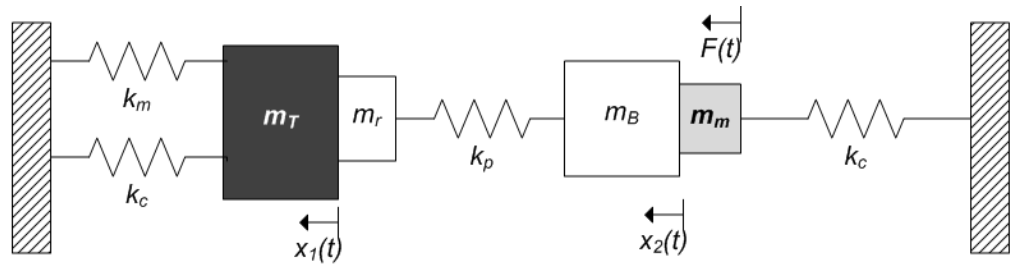 F(t)
k_m
m_T
m_r
m_B
m_m
k_c
k_p
k_c
x_1(t)
x_2(t)